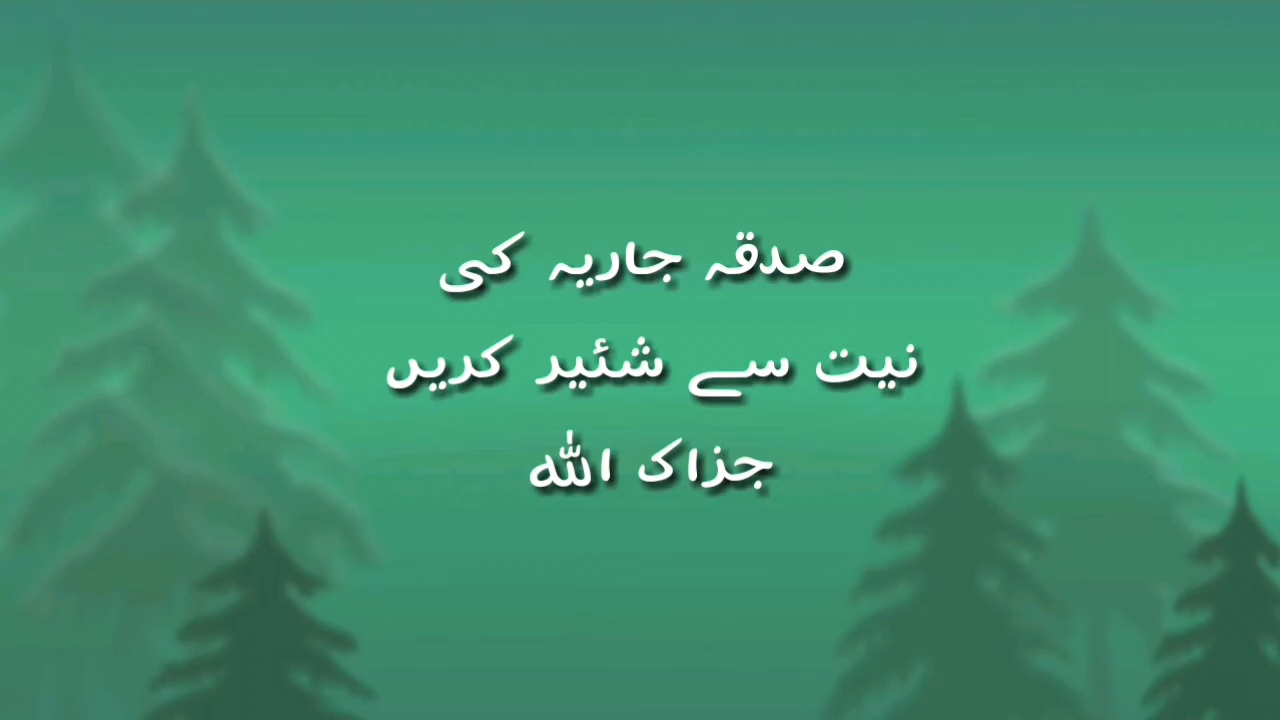 صدقہ جاریہ کی
نیت سے شئیر کریں
جزاک اللہ